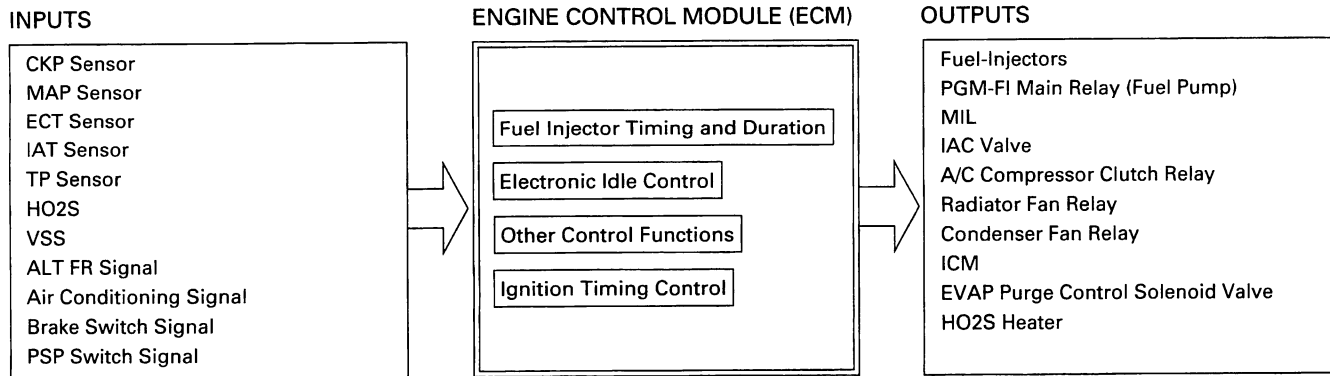 INPUTS
CKP Sensor
MAP Sensor
ECT Sensor
IAT Sensor
TP Sensor
HO2S
VSS
ALT FR Signal
Air Conditioning Signal
Brake Switch Signal
PSP Switch Signal
ENGINE CONTROL MODULE (ECM)
Fuel Injector Timing and Duration
Electronic Idle Control
Other Control Functions
Ignition Timing Control
OUTPUTS
Fuel-Injectors
PGM-FI Main Relay (Fuel Pump)
MIL
IAC Valve
A/C Compressor Clutch Relay
Radiator Fan Relay
Condenser Fan Relay
ICM
EVAP Purge Control Solenoid Valve
HO2S Heater